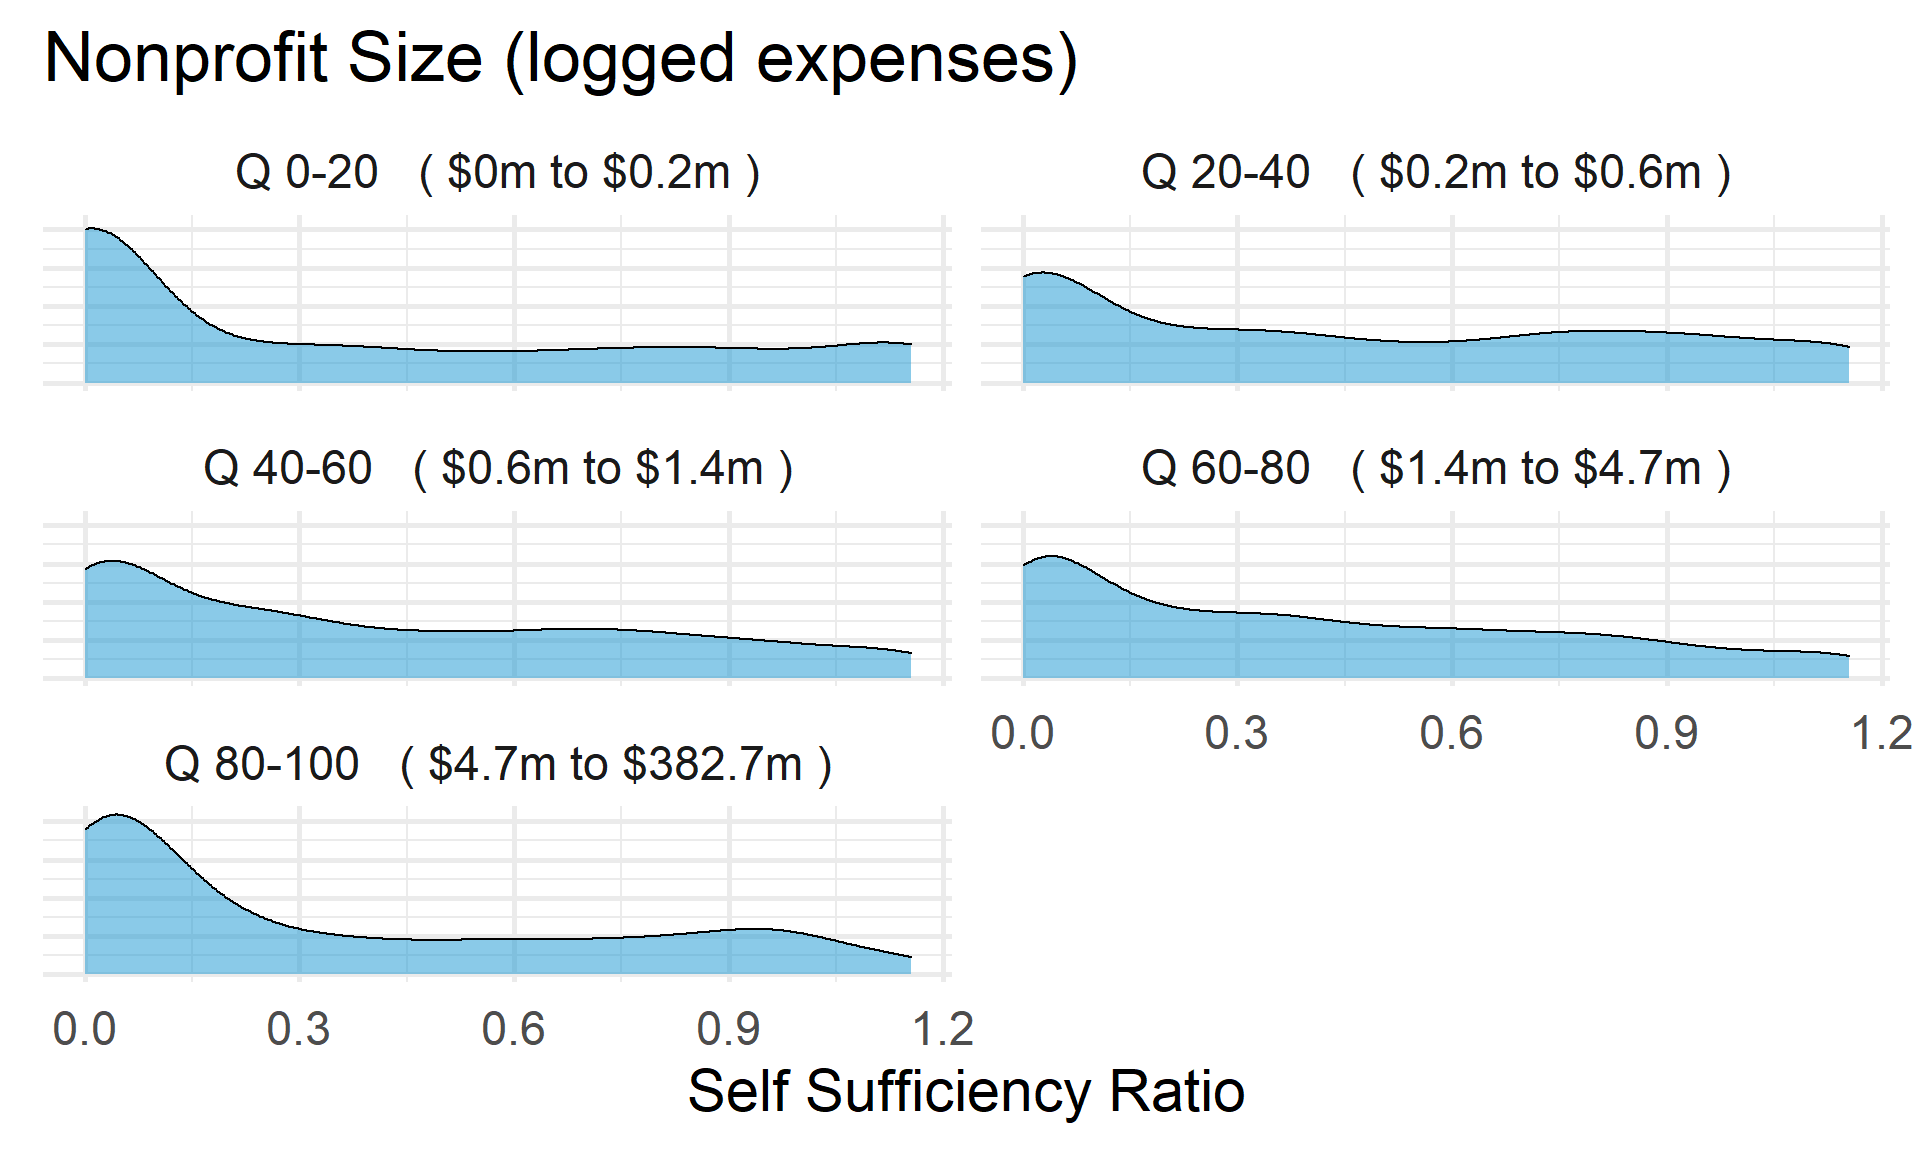 Nonprofit Size (logged expenses)
Q 0-20 ( $0m to $0.2m )
Q 20-40 ( $0.2m to $0.6m )
Q 40-60 ( $0.6m to $1.4m )
Q 60-80 ( $1.4m to $4.7m )
0.0 0.3 0.6 0.9 1.2
Q 80-100 ( $4.7m to $382.7m )
0.0 0.3 0.6 0.9 1.2
Self Sufficiency Ratio